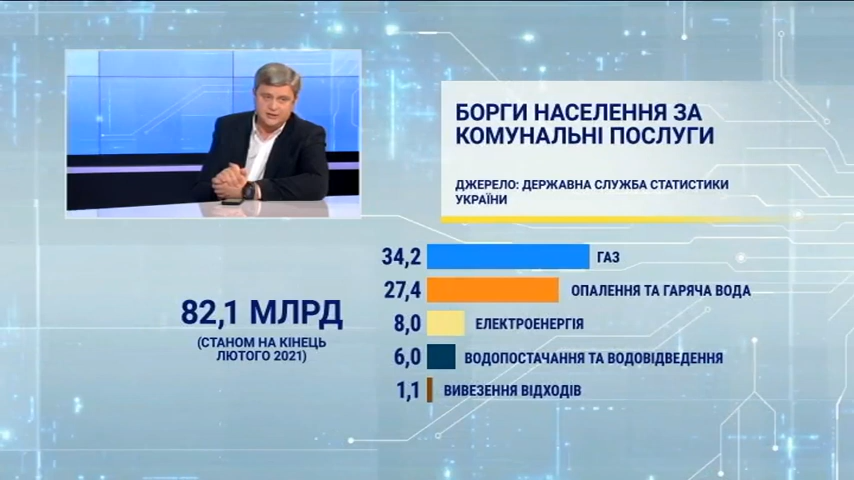 БОРГИ НАСЕЛЕННЯ ЗА
КОМУНАЛЬНІ ПОСЛУГИ
ДЖЕРЕЛО: ДЕРЖАВНА СЛУЖБА СТАТИСТИКИ
УКРАЇНИ
82,1 МЛРД
(СТАНОМ НА КІНЕЦЬ
ЛЮТОГО 2021)
34,2 ГАЗ
27,4 ОПАЛЕННЯ ТА ГАРЯЧА ВОДА
8,0 ЕЛЕКТРОЕНЕРГІЯ
6,0 ВОДОПОСТАЧАННЯ ТА ВОДОВІДВЕДЕННЯ
1,1 ВИВЕЗЕННЯ ВІДХОДІВ